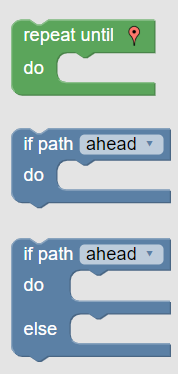 repeat until
do
if path ahead
do
if path ahead
do
else